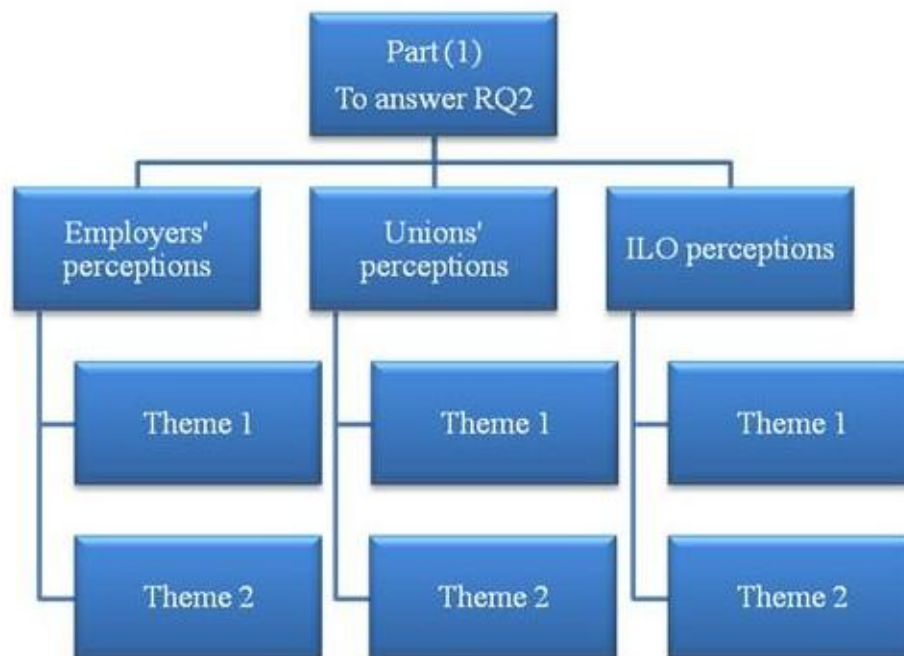 Part (1)
To answer RQ2
Employers'
perceptions
Unions'
perceptions
ILO perceptions
Theme 1
Theme 1
Theme 1
Theme 2
Theme 2
Theme 2